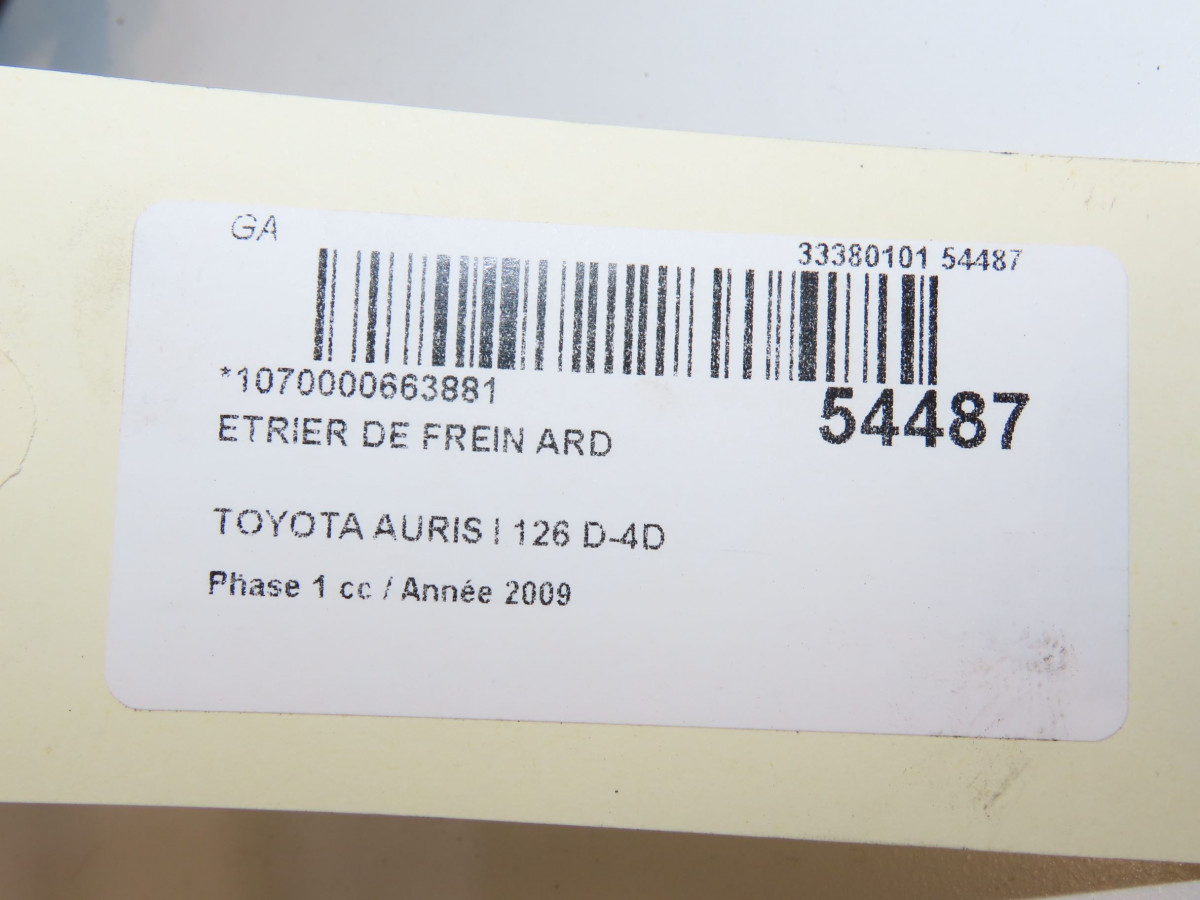 GA
33380101 54487
*1070000663881
54487
ETRIER DE FREIN ARD
TOYOTA AURIS I 126 D-4D
Phase 1 cc / Année 2009